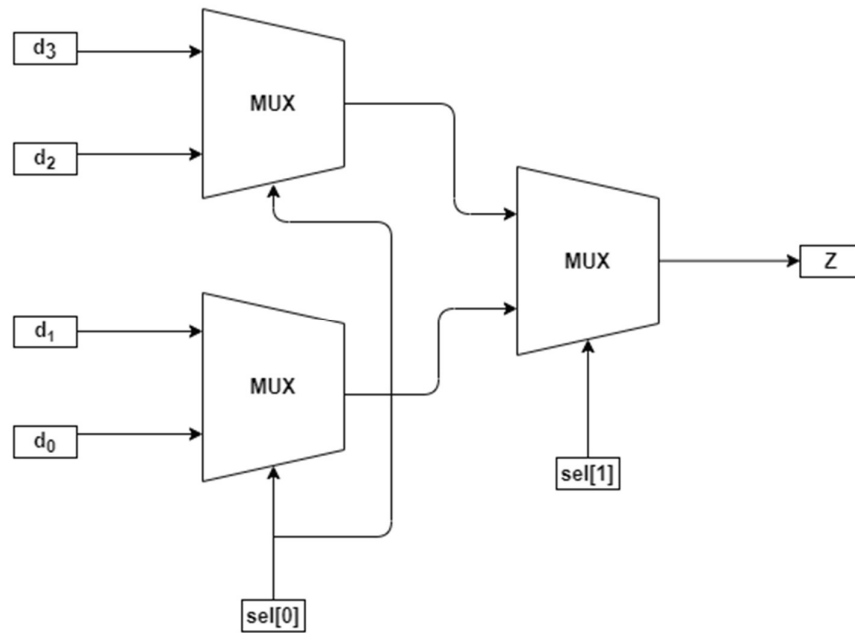 d3
MUX
d2
MUX
Z
d1
MUX
d0
sel[1]
sel[0]